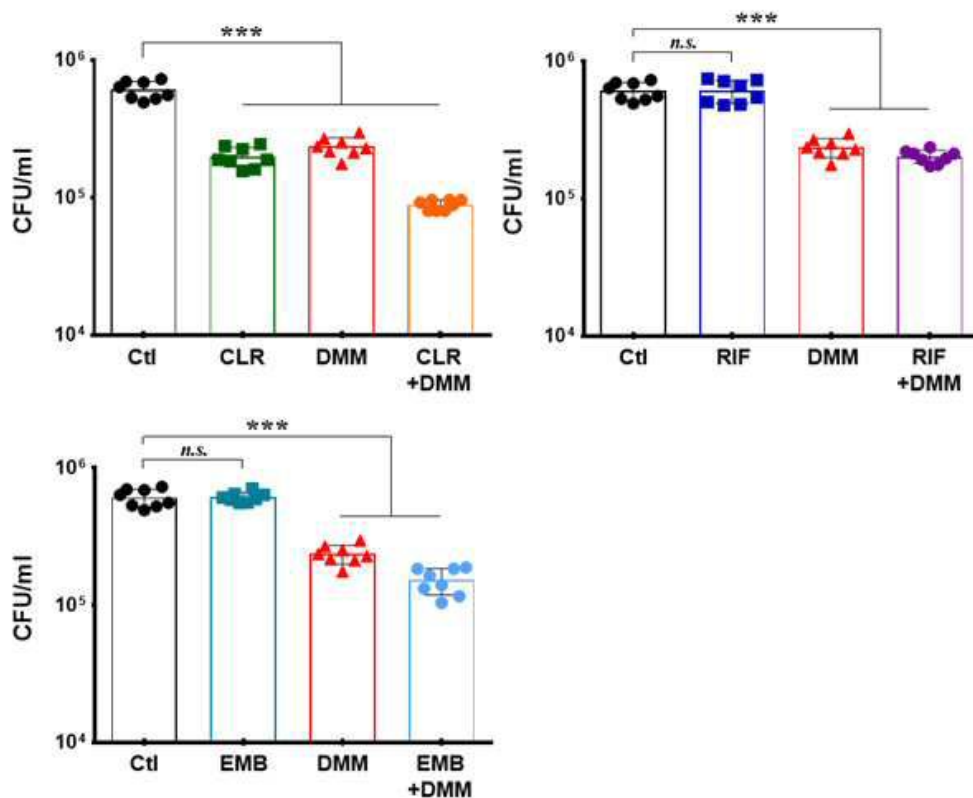 ***
10⁶
10⁵
10⁴
CFU/ml
Ctl CLR DMM CLR
+DMM
***
n.s.
10⁶
10⁵
10⁴
CFU/ml
Ctl RIF DMM RIF
+DMM
***
n.s.
10⁶
10⁵
10⁴
CFU/ml
Ctl EMB DMM EMB
+DMM